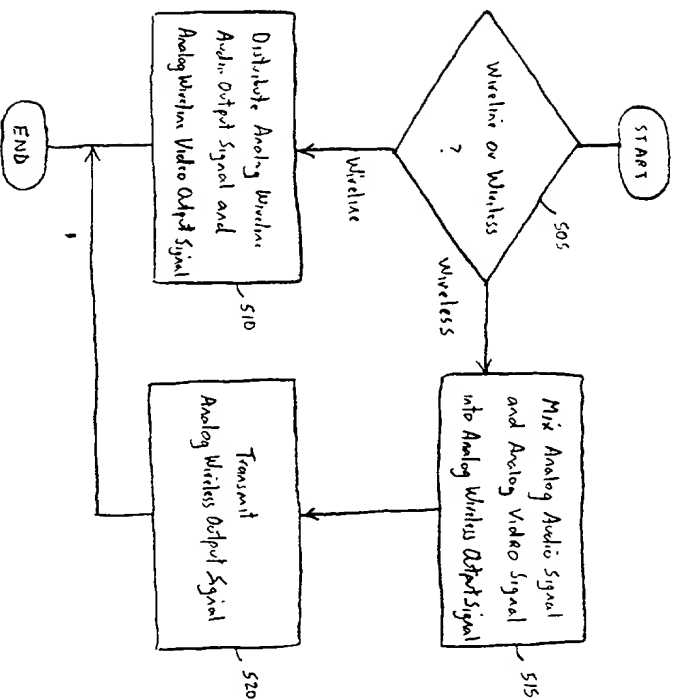 START
505
Wireline or Wireless
?
Wireless
Wireline
Mix Analog Audio Signal
and Analog Video Signal
into Analog Wireless Output Signal
515
Distribute Analog Wireline
Audio Output Signal and
Analog Wireline Video Output Signal
510
Transmit
Analog Wireless Output Signal
520
END